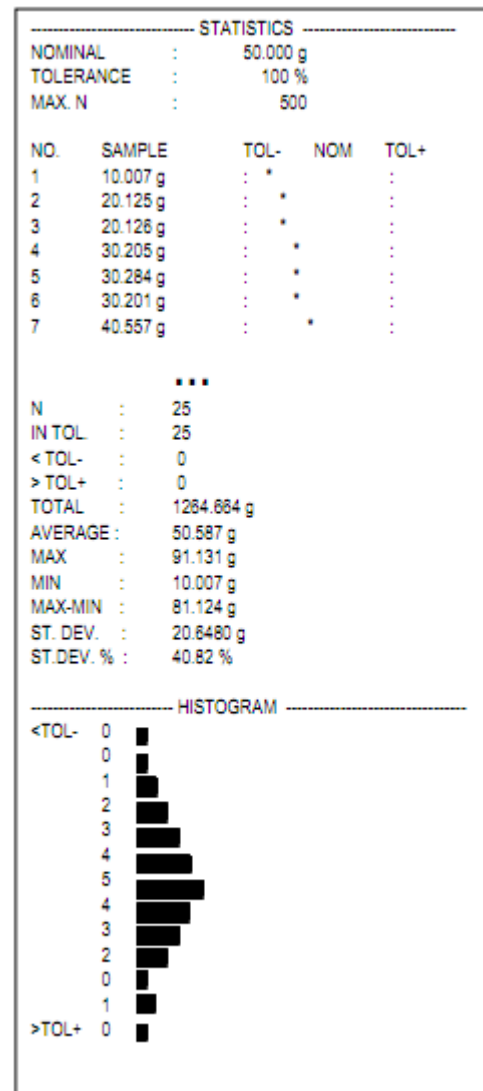 ---------------------------- STATISTICS ---------------------------
NOMINAL : 50.000 g
TOLERANCE : 100 %
MAX. N : 500
NO. SAMPLE TOL- NOM TOL+
1 10.007 g : * :
2 20.125 g : * :
3 20.126 g : * :
4 30.205 g : * :
5 30.284 g : * :
6 30.201 g : * :
7 40.557 g : * :
...
N : 25
IN TOL. : 25
< TOL- : 0
> TOL+ : 0
TOTAL : 1264.664 g
AVERAGE : 50.587 g
MAX : 91.131 g
MIN : 10.007 g
MAX-MIN : 81.124 g
ST. DEV. : 20.6480 g
ST.DEV. % : 40.82 %
------------------------- HISTOGRAM --------------------------------
<TOL- 0
0
1
2
3
4
5
4
3
2
0
1
>TOL+ 0